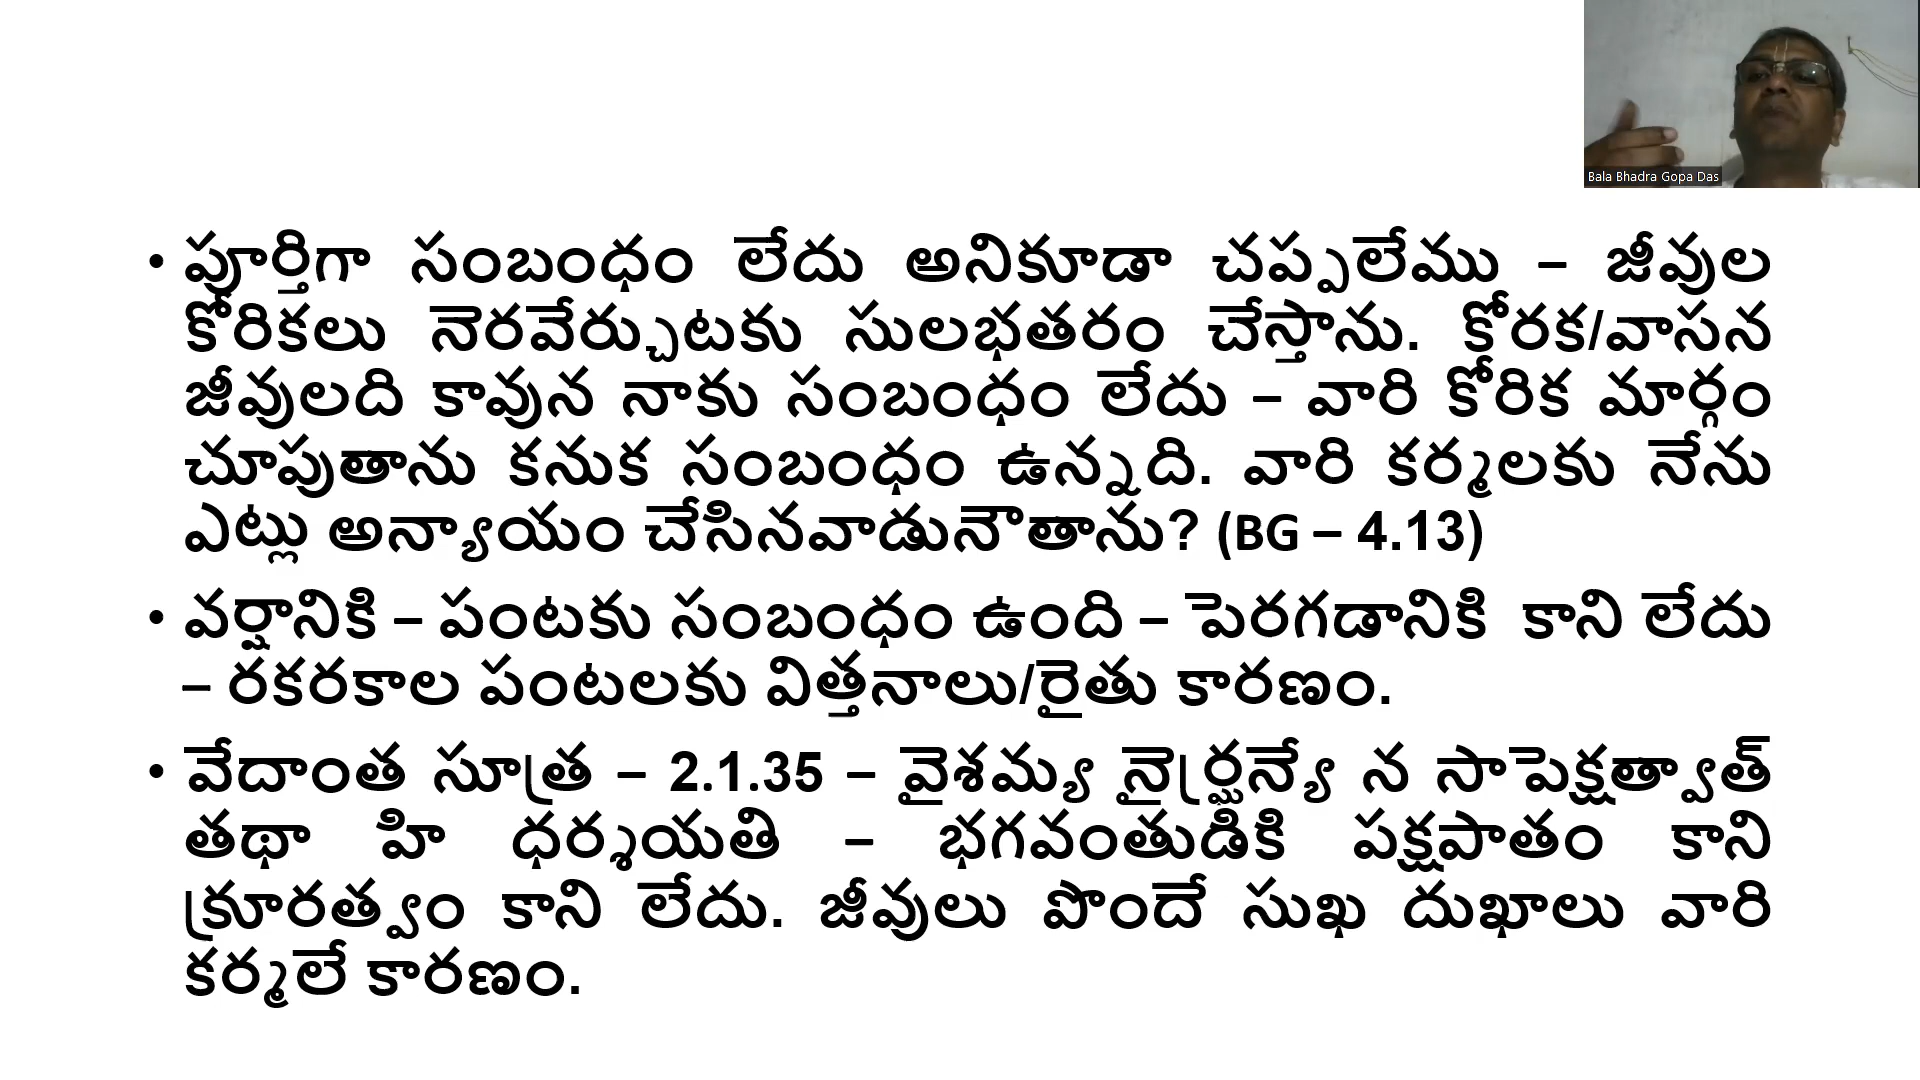 Bala Bhadra Gopa Das
• పూర్తిగా సంబంధం లేదు అనికూడా చప్పలేము – జీవుల
కోరికలు నెరవేర్చుటకు సులభతరం చేస్తాను. కోరక/వాసన
జీవులది కావున నాకు సంబంధం లేదు – వారి కోరిక మార్గం
చూపుతాను కనుక సంబంధం ఉన్నది. వారి కర్మలకు నేను
ఎట్లు అన్యాయం చేసినవాడునౌతాను? (BG – 4.13)
• వర్షానికి – పంటకు సంబంధం ఉంది – పెరగడానికి కాని లేదు
– రకరకాల పంటలకు విత్తనాలు/రైతు కారణం.
• వేదాంత సూత్ర – 2.1.35 – వైశమ్య నైర్ఘ్రన్యే న సాపెక్షత్వాత్
తథా హి ధర్శయతి – భగవంతుడికి పక్షపాతం కాని
క్రూరత్వం కాని లేదు. జీవులు పొందే సుఖ దుఖాలు వారి
కర్మలే కారణం.